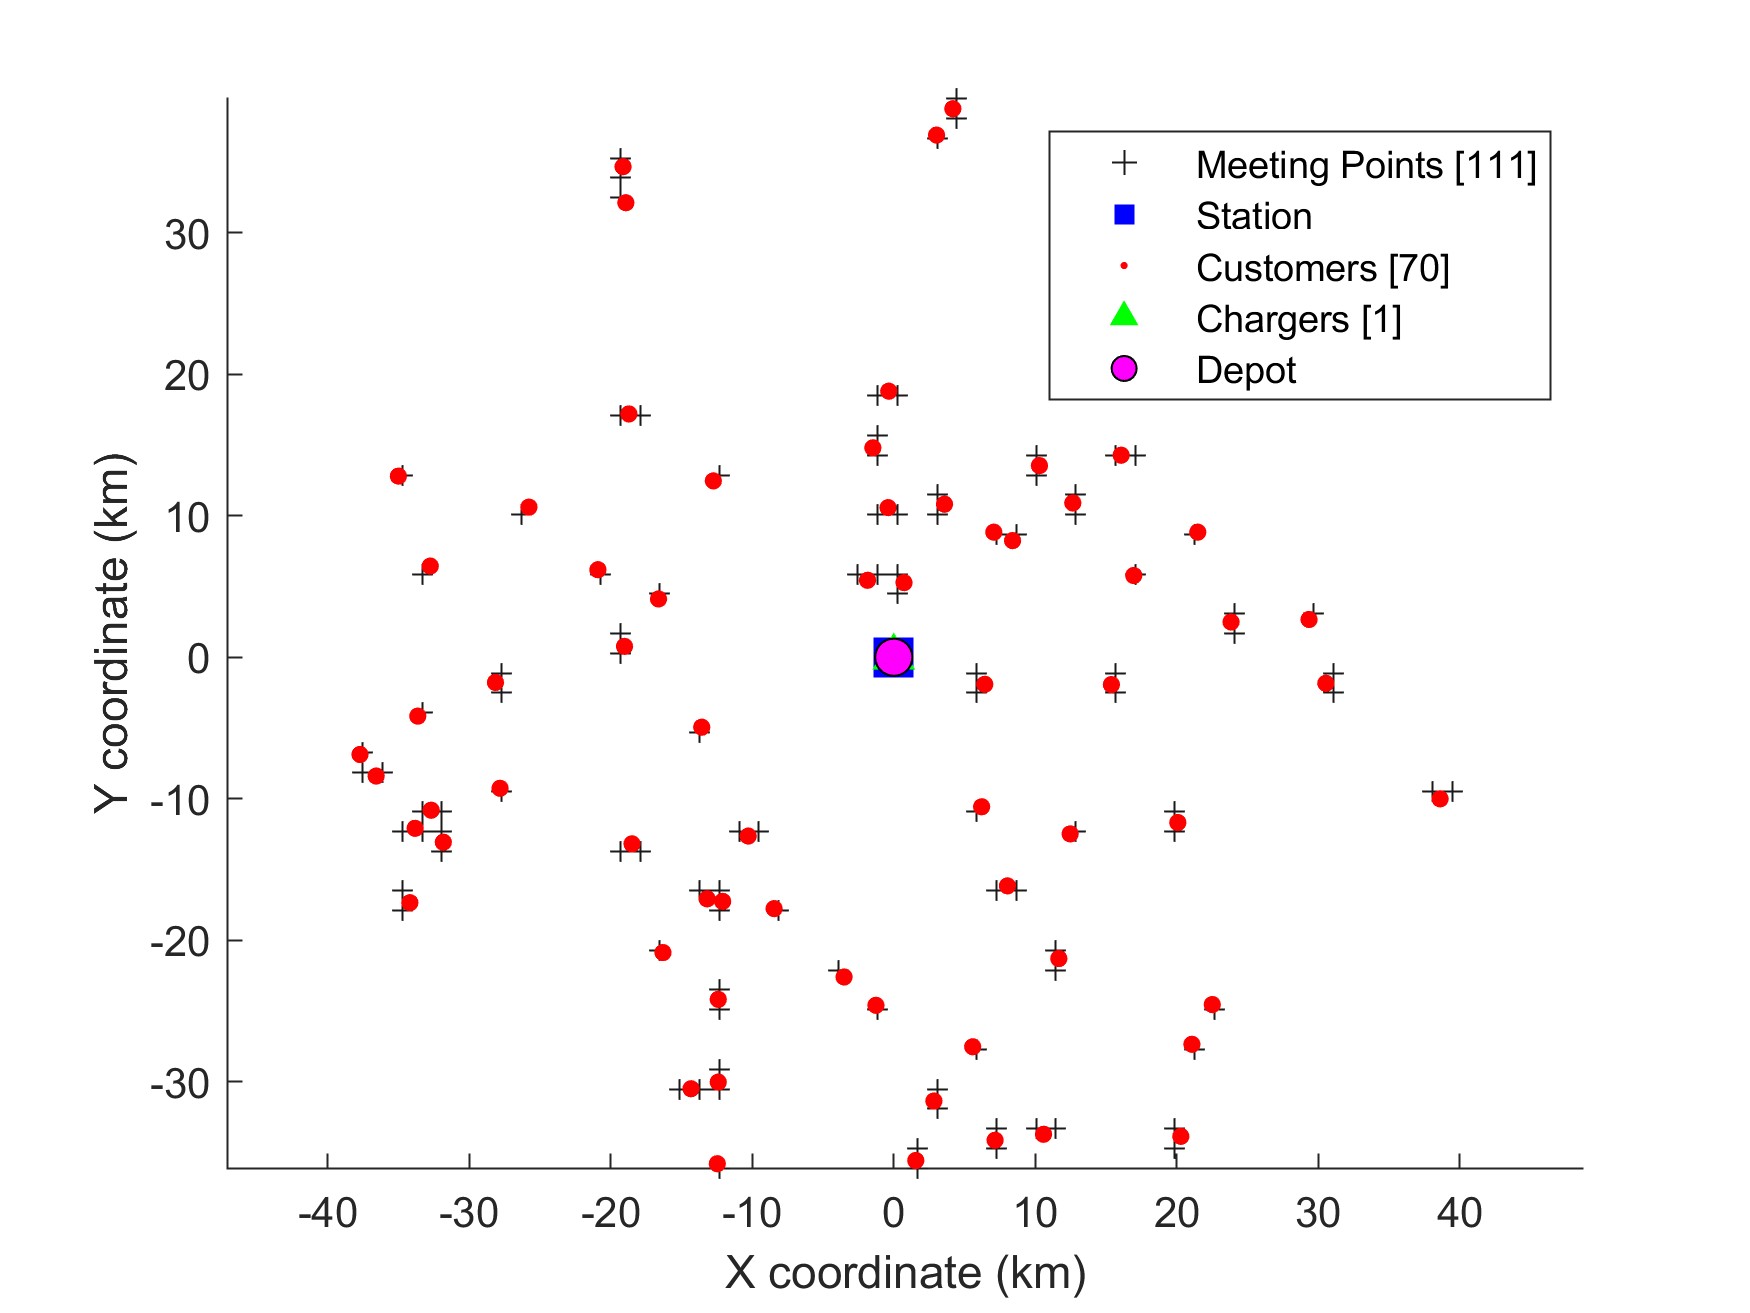 Meeting Points [111]
Station
Customers [70]
Chargers [1]
Depot
30
20
10
0
-10
-20
-30
Y coordinate (km)
-40 -30 -20 -10 0 10 20 30 40
X coordinate (km)